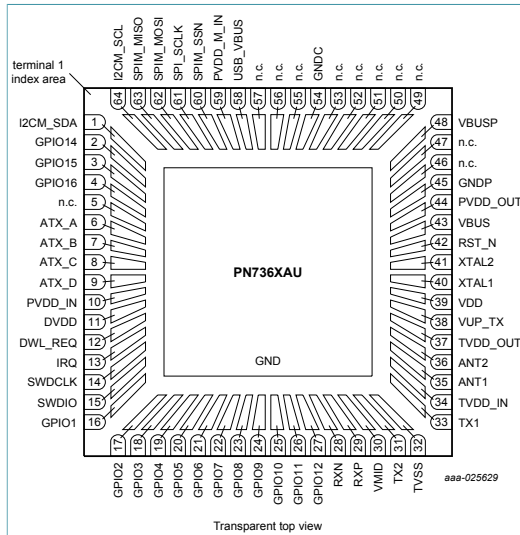 terminal 1
index area
64 I2CM_SCL
63 SPIM_MISO
62 SPIM_MOSI
61 SPI_SCLK
60 SPIM_SSN
59 PVDD_M_IN
58 USB_VBUS
57 n.c.
56 n.c.
55 n.c.
54 GNDC
53 n.c.
52 n.c.
51 n.c.
50 n.c.
49 n.c.
I2CM_SDA 1
GPIO14 2
GPIO15 3
GPIO16 4
n.c. 5
ATX_A 6
ATX_B 7
ATX_C 8
ATX_D 9
PVDD_IN 10
DVDD 11
DWL_REQ 12
IRQ 13
SWDCLK 14
SWDIO 15
GPIO1 16
PN736XAU
GND
48 VBUSP
47 n.c.
46 n.c.
45 GNDP
44 PVDD_OUT
43 VBUS
42 RST_N
41 XTAL2
40 XTAL1
39 VDD
38 VUP_TX
37 TVDD_OUT
36 ANT2
35 ANT1
34 TVDD_IN
33 TX1
GPIO2 17
GPIO3 18
GPIO4 19
GPIO5 20
GPIO6 21
GPIO7 22
GPIO8 23
GPIO9 24
GPIO10 25
GPIO11 26
GPIO12 27
RXN 28
RXP 29
VMID 30
TX2 31
TVSS 32
aaa-025629
Transparent top view